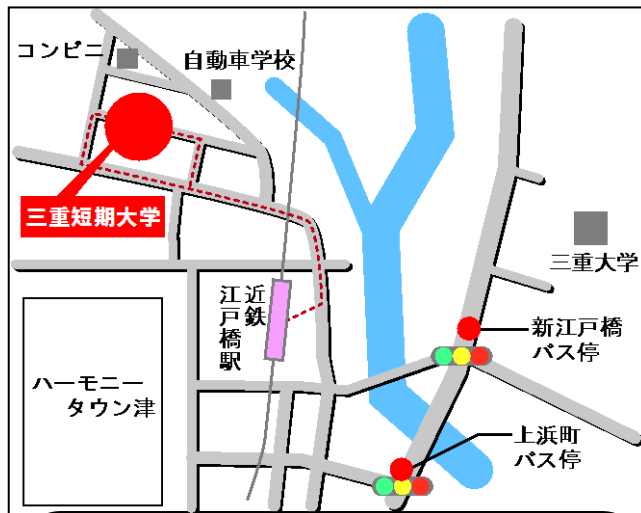 コンビニ
自動車学校
三重短期大学
三重大学
近鉄
江戸橋駅
新江戸橋
バス停
ハーモニー
タウン津
上浜町
バス停